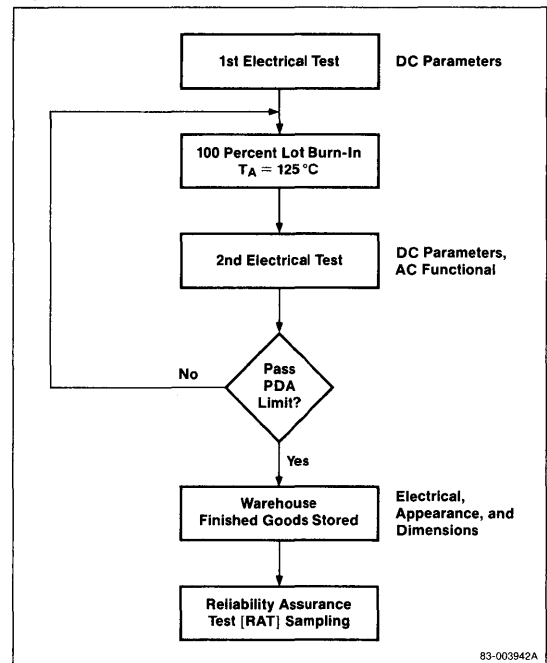 1st Electrical Test
DC Parameters
100 Percent Lot Burn-In
TA = 125°C
2nd Electrical Test
DC Parameters,
AC Functional
Pass
PDA
Limit?
No
Yes
Warehouse
Finished Goods Stored
Electrical,
Appearance, and
Dimensions
Reliability Assurance
Test [RAT] Sampling
83-003942A